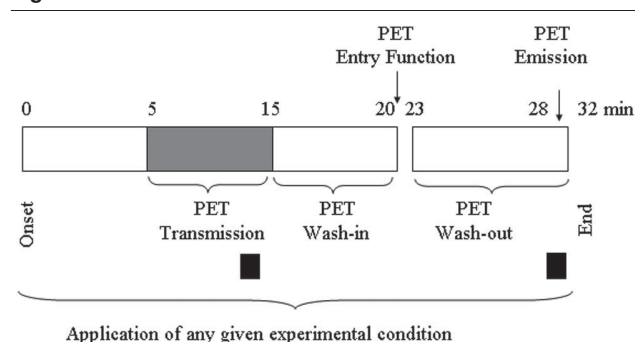 PET
Entry Function
PET
Emission
0 5 15 20 23 28 32 min
Onset
PET
Transmission
PET
Wash-in
PET
Wash-out
End
Application of any given experimental condition